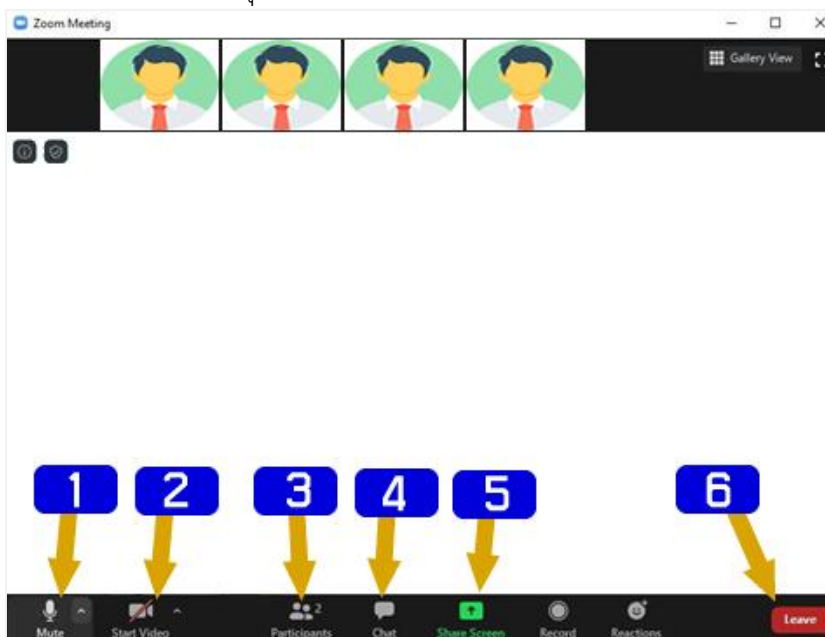 Zoom Meeting
Gallery View
1 2 3 4 5 6
2
Mute Start Video Participants Chat Share Screen Record Reactions Leave